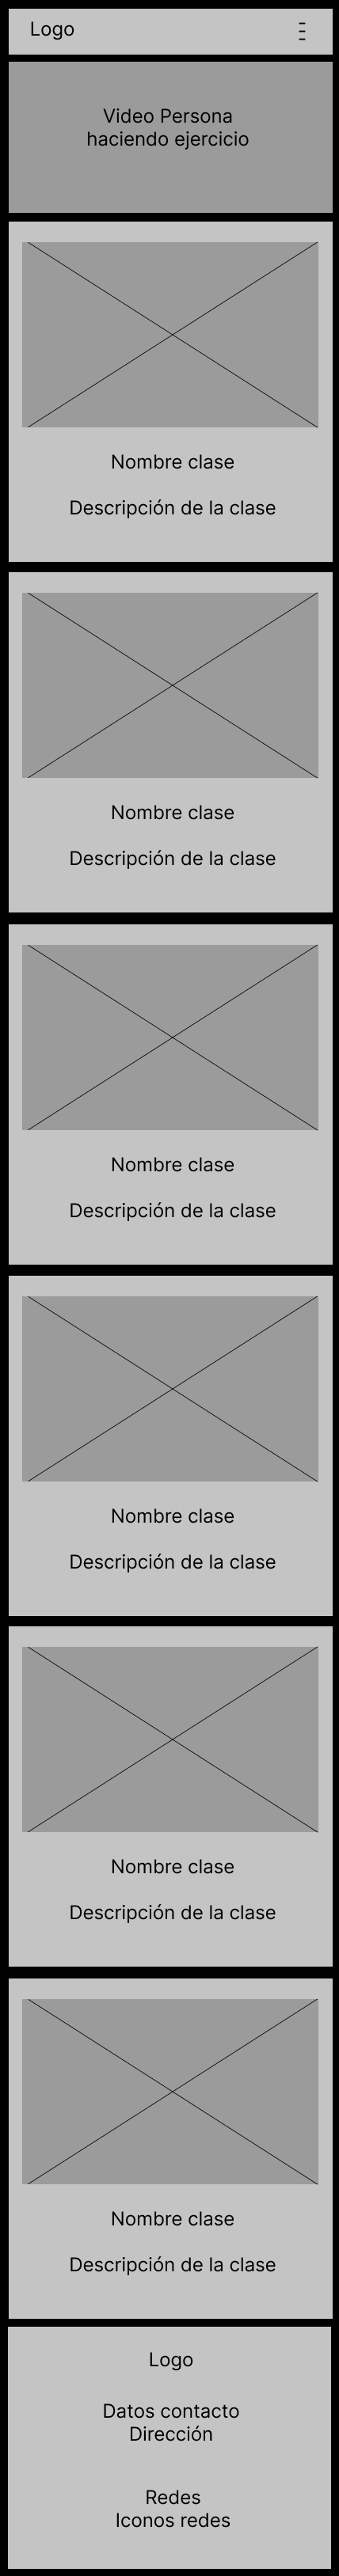 Logo
Video Persona
haciendo ejercicio
Nombre clase
Descripción de la clase
Nombre clase
Descripción de la clase
Nombre clase
Descripción de la clase
Nombre clase
Descripción de la clase
Nombre clase
Descripción de la clase
Nombre clase
Descripción de la clase
Logo
Datos contacto
Dirección
Redes
Iconos redes